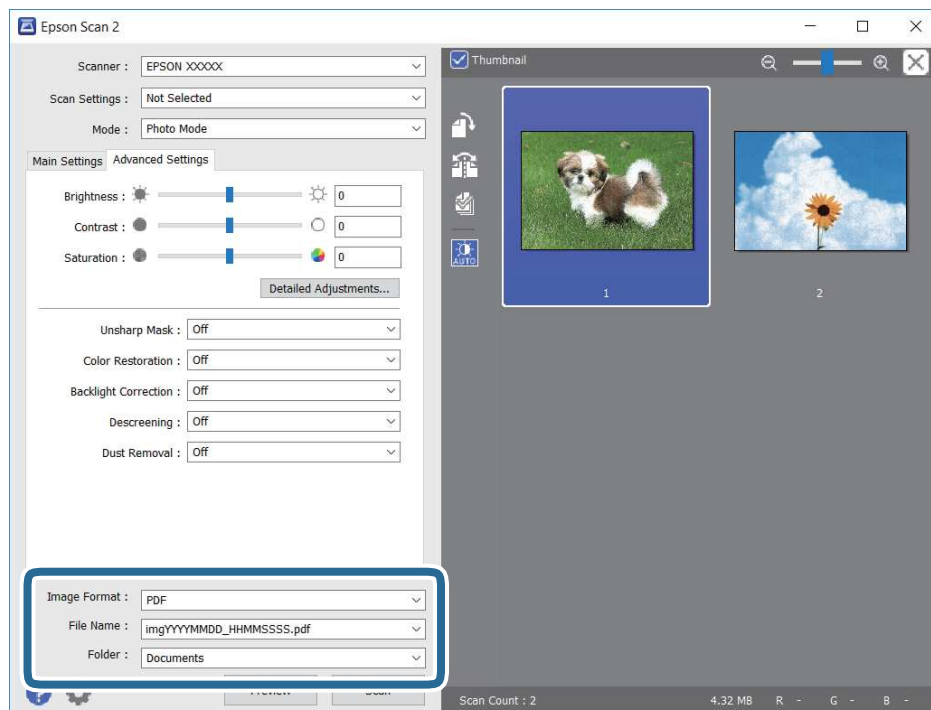 Epson Scan 2
Scanner : EPSON XXXXX
Scan Settings : Not Selected
Mode : Photo Mode
Main Settings Advanced Settings
Brightness : 0
Contrast : 0
Saturation : 0
Detailed Adjustments...
Unsharp Mask : Off
Color Restoration : Off
Backlight Correction : Off
Descreening : Off
Dust Removal : Off
Image Format : PDF
File Name : imgYYYYMMDD_HHMMSSSS.pdf
Folder : Documents
Preview Scan
Thumbnail
AUTO
1 2
Scan Count : 2 4.32 MB R - G - B -